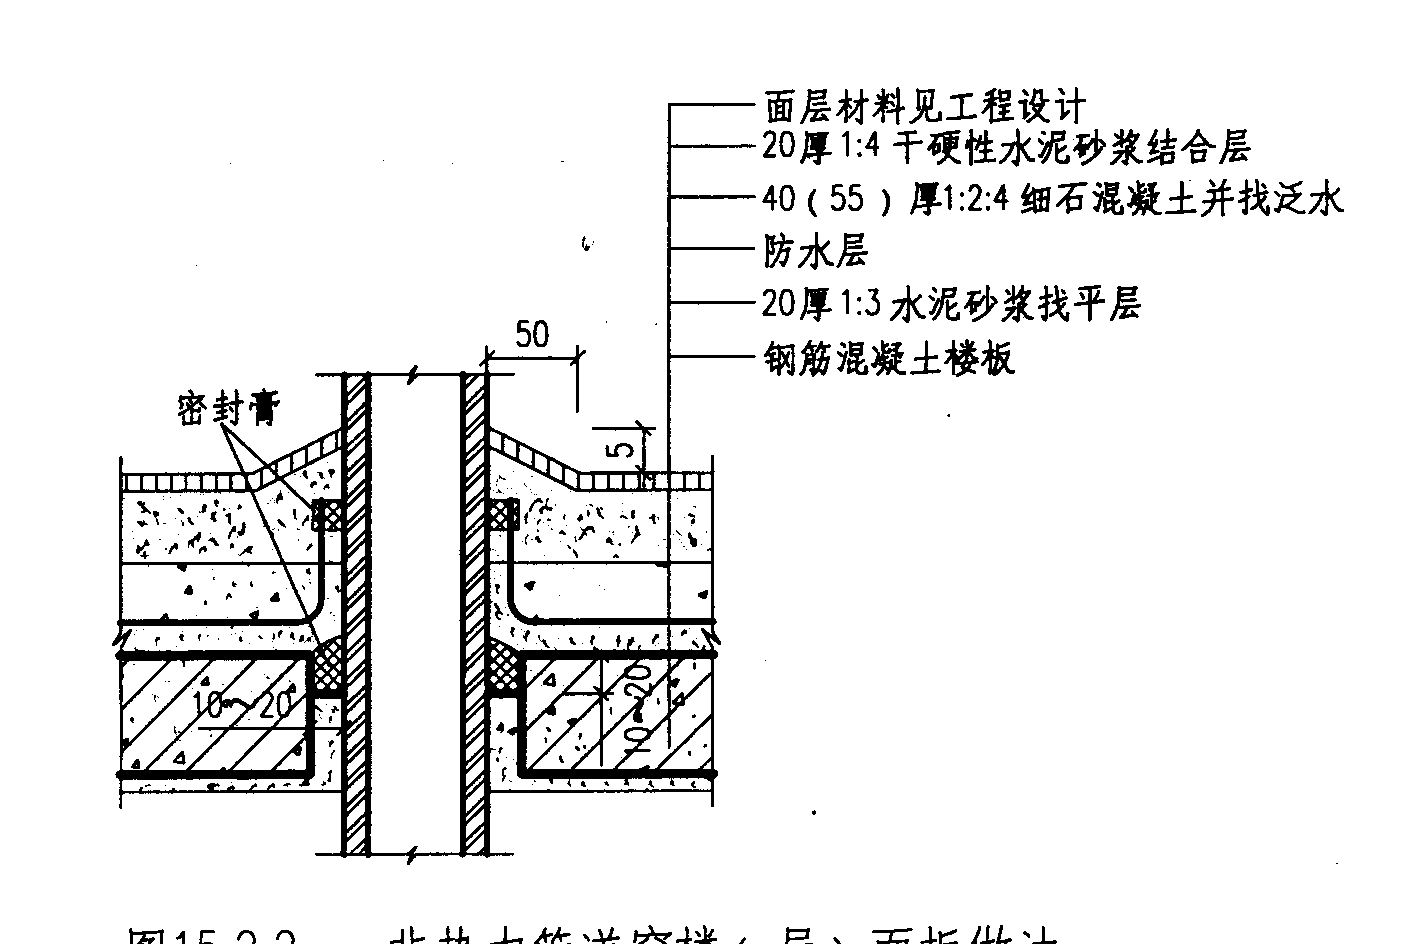 面层材料见工程设计
20厚1:4 干硬性水泥砂浆结合层
40(55)厚1:2:4 细石混凝土并找泛水
防水层
20厚1:3 水泥砂浆找平层
钢筋混凝土楼板
50
密封膏
5
10~20
10~20